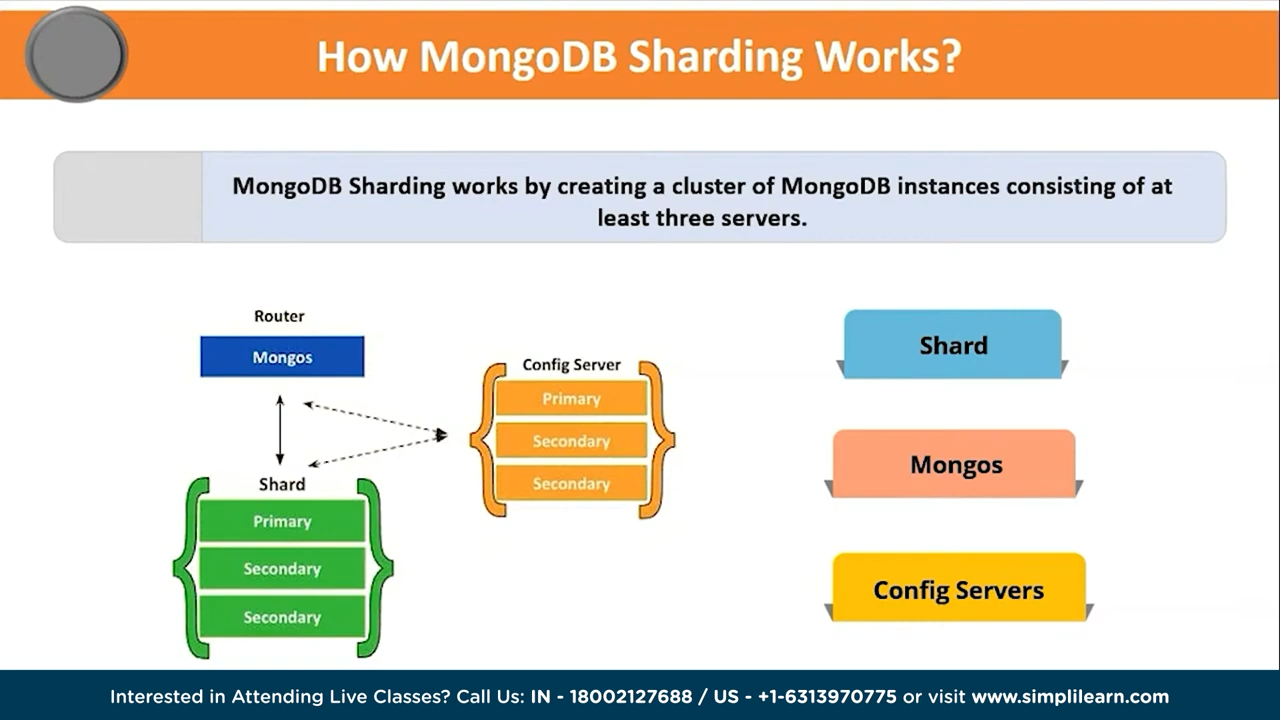 How MongoDB Sharding Works?
MongoDB Sharding works by creating a cluster of MongoDB instances consisting of at
least three servers.
Router
Mongos
Config Server
Primary
Secondary
Secondary
Shard
Primary
Secondary
Secondary
Shard
Mongos
Config Servers
Interested in Attending Live Classes? Call Us: IN - 18002127688 / US - +1-6313970775 or visit www.simplilearn.com